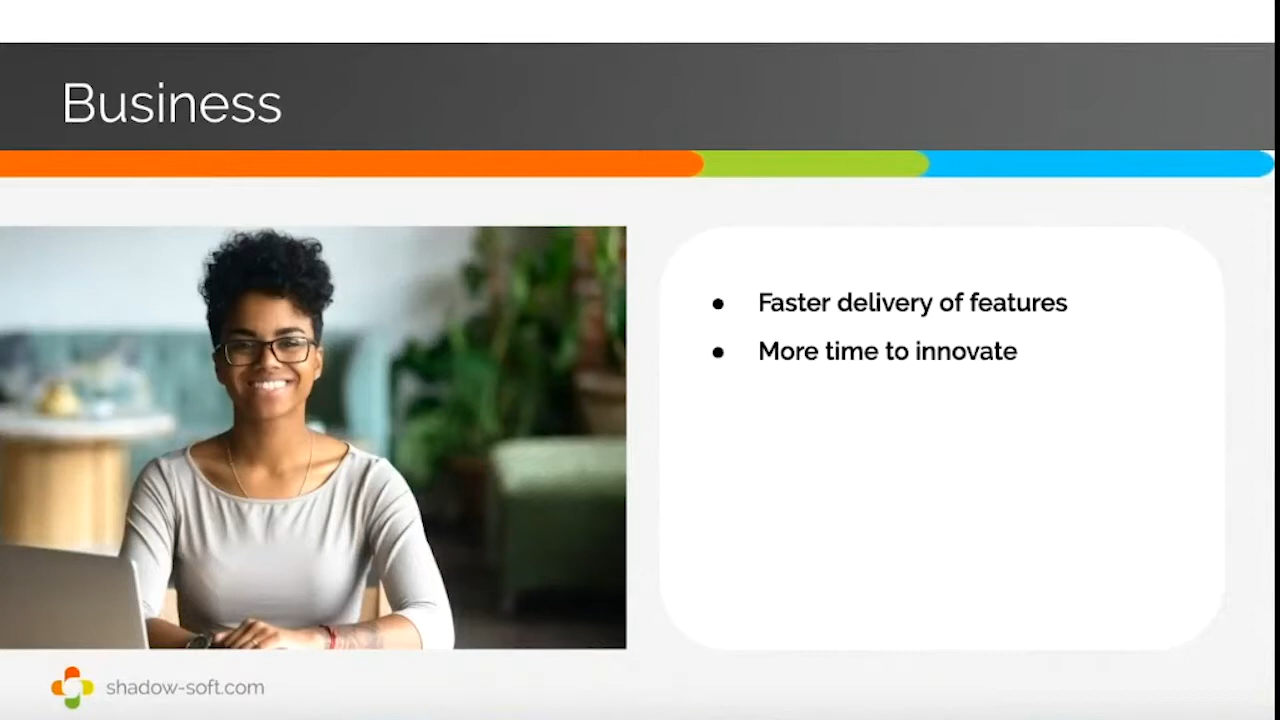 Business
● Faster delivery of features
● More time to innovate
shadow-soft.com